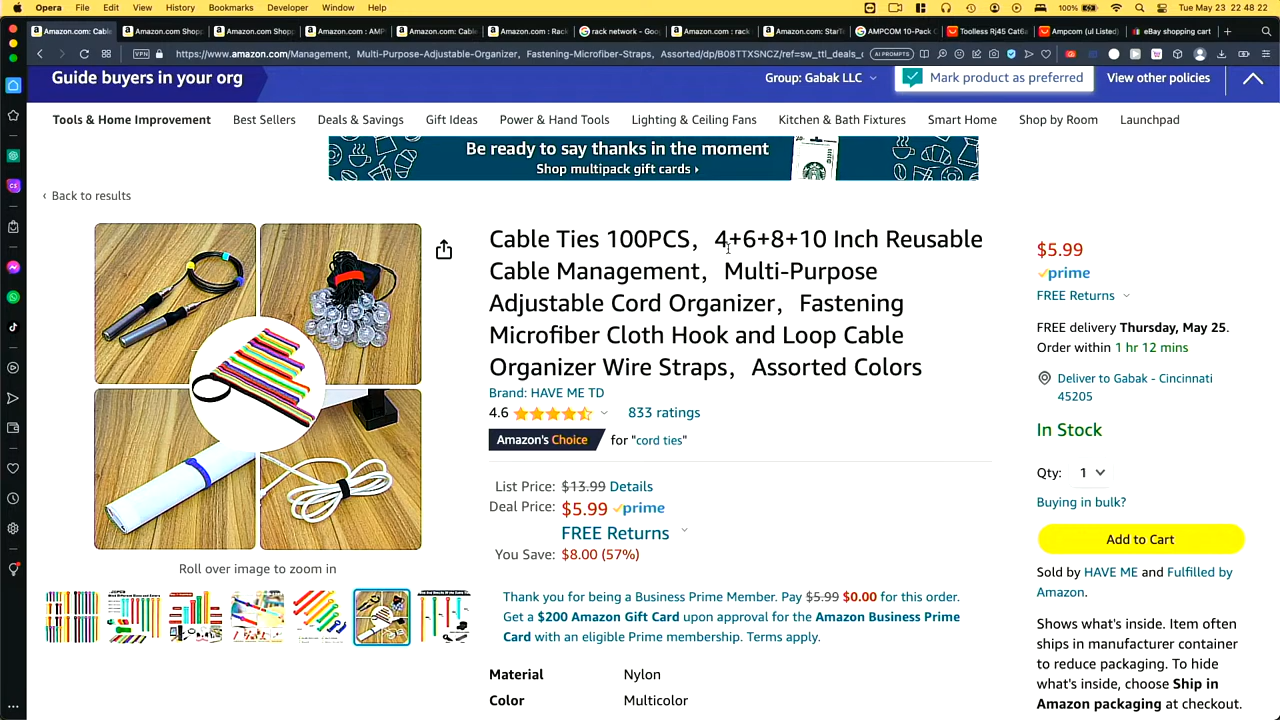 Opera File Edit View History Bookmarks Developer Window Help
100% Tue May 23 22 48 22
Amazon.com: Cable
Amazon.com Shopp
Amazon.com Shopp
Amazon.com : AMP
Amazon.com: Cable
Amazon.com : Rack
rack network - Goog
Amazon.com : rack
Amazon.com: StarTe
AMPCOM 10-Pack C
Toolless Rj45 Cat6a
Ampcom (ul Listed)
eBay shopping cart
VPN https://www.amazon.com/Management, Multi-Purpose-Adjustable-Organizer, Fastening-Microfiber-Straps, Assorted/dp/B08TTXSNCZ/ref=sw_ttl_deals_ AI PROMPTS
Guide buyers in your org
Group: Gabak LLC
Mark product as preferred
View other policies
Tools & Home Improvement Best Sellers Deals & Savings Gift Ideas Power & Hand Tools Lighting & Ceiling Fans Kitchen & Bath Fixtures Smart Home Shop by Room Launchpad
Be ready to say thanks in the moment
Shop multipack gift cards ›
‹ Back to results
Cable Ties 100PCS，4+6+8+10 Inch Reusable
Cable Management，Multi-Purpose
Adjustable Cord Organizer，Fastening
Microfiber Cloth Hook and Loop Cable
Organizer Wire Straps，Assorted Colors
Brand: HAVE ME TD
4.6 833 ratings
Amazon's Choice for "cord ties"
List Price: $13.99 Details
Deal Price: $5.99 prime
FREE Returns
You Save: $8.00 (57%)
Roll over image to zoom in
Thank you for being a Business Prime Member. Pay $5.99 $0.00 for this order.
Get a $200 Amazon Gift Card upon approval for the Amazon Business Prime
Card with an eligible Prime membership. Terms apply.
Material Nylon
Color Multicolor
$5.99
prime
FREE Returns
FREE delivery Thursday, May 25.
Order within 1 hr 12 mins
Deliver to Gabak - Cincinnati
45205
In Stock
Qty: 1
Buying in bulk?
Add to Cart
Sold by HAVE ME and Fulfilled by
Amazon.
Shows what's inside. Item often
ships in manufacturer container
to reduce packaging. To hide
what's inside, choose Ship in
Amazon packaging at checkout.